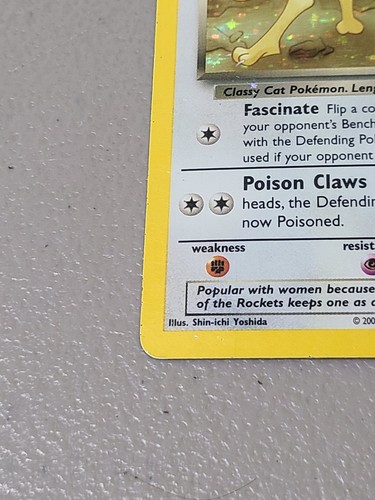 Classy Cat Pokémon. Leng
Fascinate Flip a co
your opponent's Bench
with the Defending Po
used if your opponent
Poison Claws
heads, the Defendin
now Poisoned.
weakness
resist
Popular with women because
of the Rockets keeps one as a
Illus. Shin-ichi Yoshida
© 200